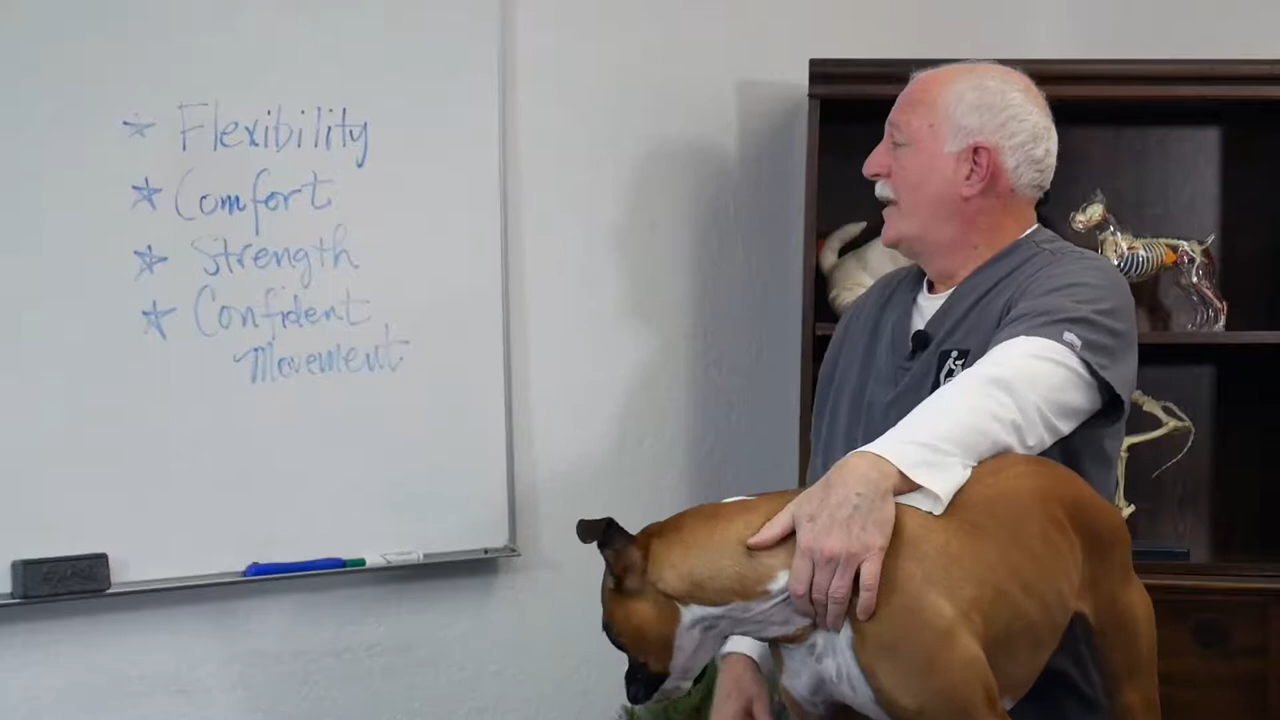 ☆ Flexibility
☆ Comfort
☆ Strength
☆ Confident
Movement